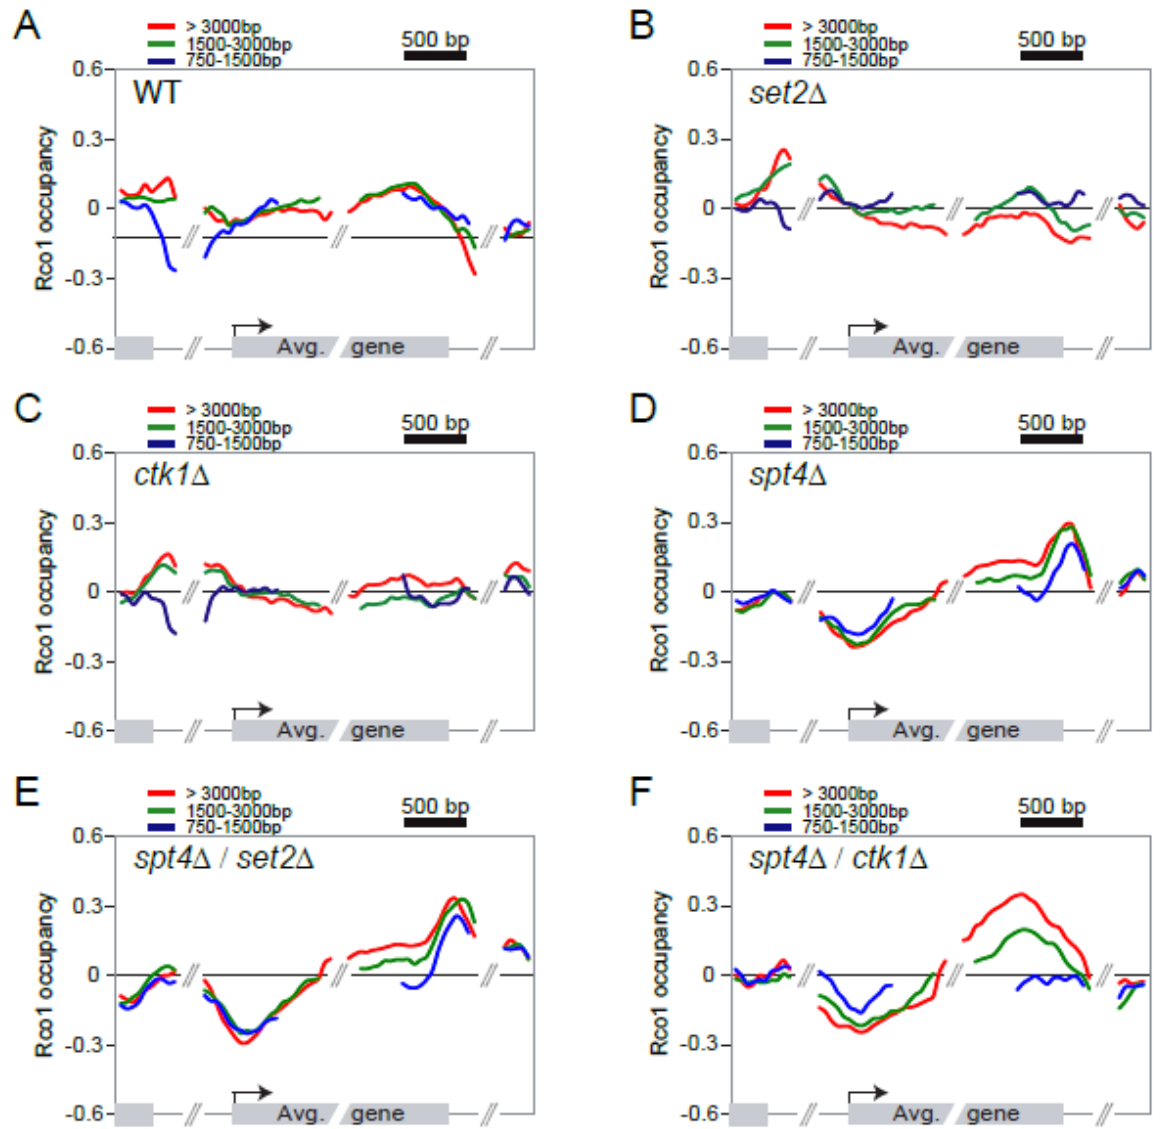 A
> 3000bp
1500-3000bp
750-1500bp
500 bp
WT
Rco1 occupancy
0.6
0.3
0
-0.3
-0.6
Avg. gene
B
> 3000bp
1500-3000bp
750-1500bp
500 bp
set2Δ
Rco1 occupancy
0.6
0.3
0
-0.3
-0.6
Avg. gene
C
> 3000bp
1500-3000bp
750-1500bp
500 bp
ctk1Δ
Rco1 occupancy
0.6
0.3
0
-0.3
-0.6
Avg. gene
D
> 3000bp
1500-3000bp
750-1500bp
500 bp
spt4Δ
Rco1 occupancy
0.6
0.3
0
-0.3
-0.6
Avg. gene
E
> 3000bp
1500-3000bp
750-1500bp
500 bp
spt4Δ / set2Δ
Rco1 occupancy
0.6
0.3
0
-0.3
-0.6
Avg. gene
F
> 3000bp
1500-3000bp
750-1500bp
500 bp
spt4Δ / ctk1Δ
Rco1 occupancy
0.6
0.3
0
-0.3
-0.6
Avg. gene